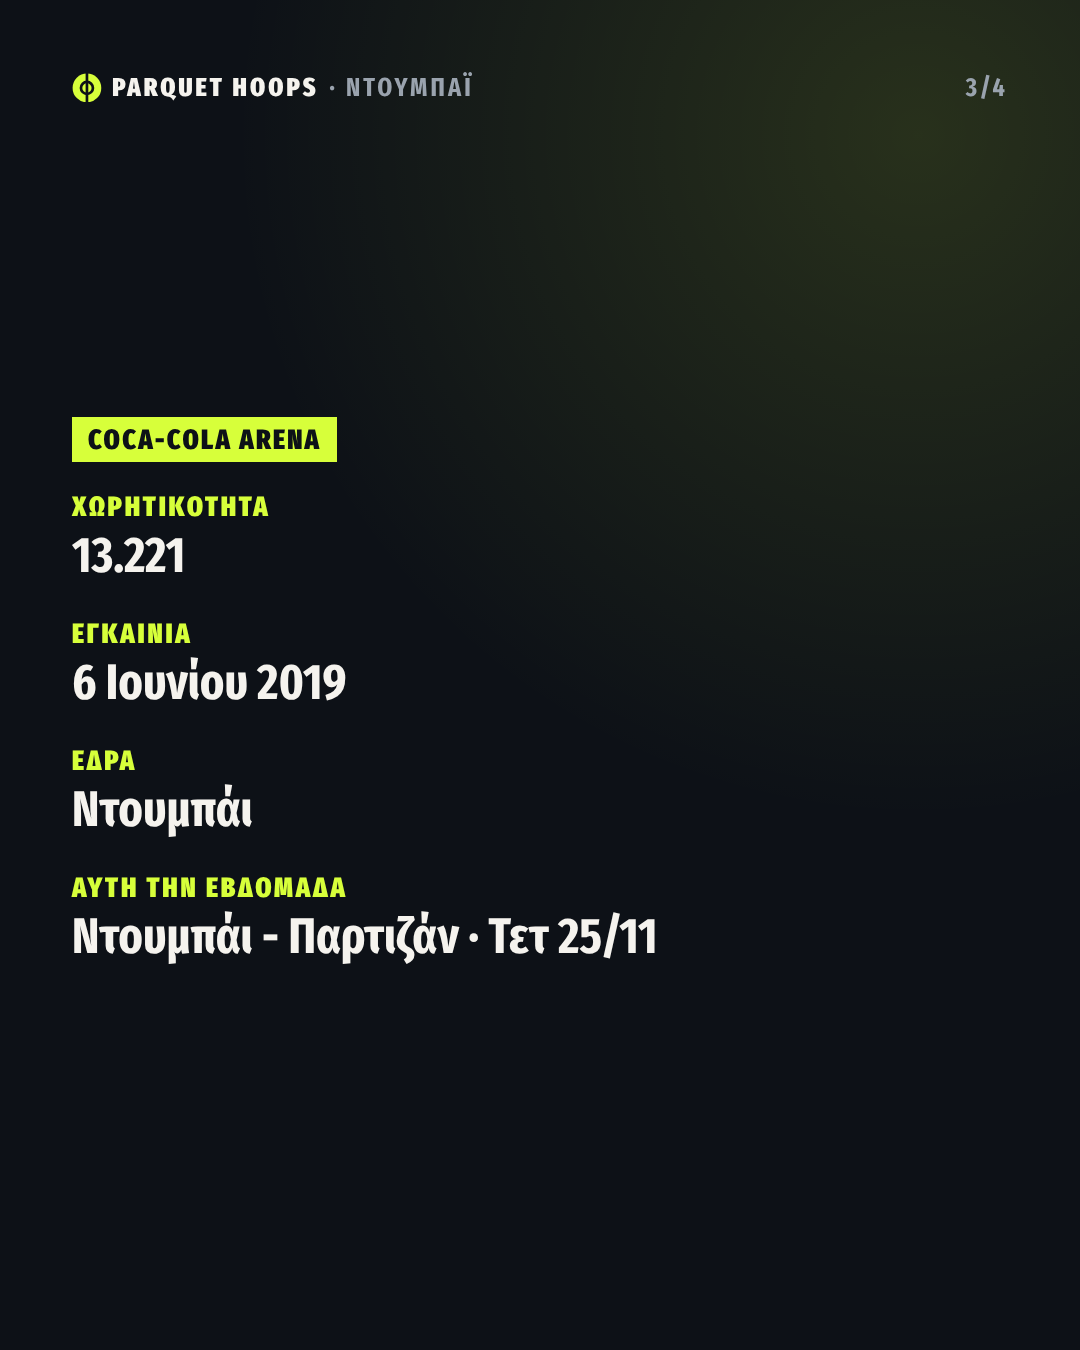 PARQUET HOOPS · ΝΤΟΥΜΠΑΪ
3/4
COCA-COLA ARENA
ΧΩΡΗΤΙΚΟΤΗΤΑ
13.221
ΕΓΚΑΙΝΙΑ
6 Ιουνίου 2019
ΕΔΡΑ
Ντουμπάι
ΑΥΤΗ ΤΗΝ ΕΒΔΟΜΑΔΑ
Ντουμπάι - Παρτιζάν · Τετ 25/11